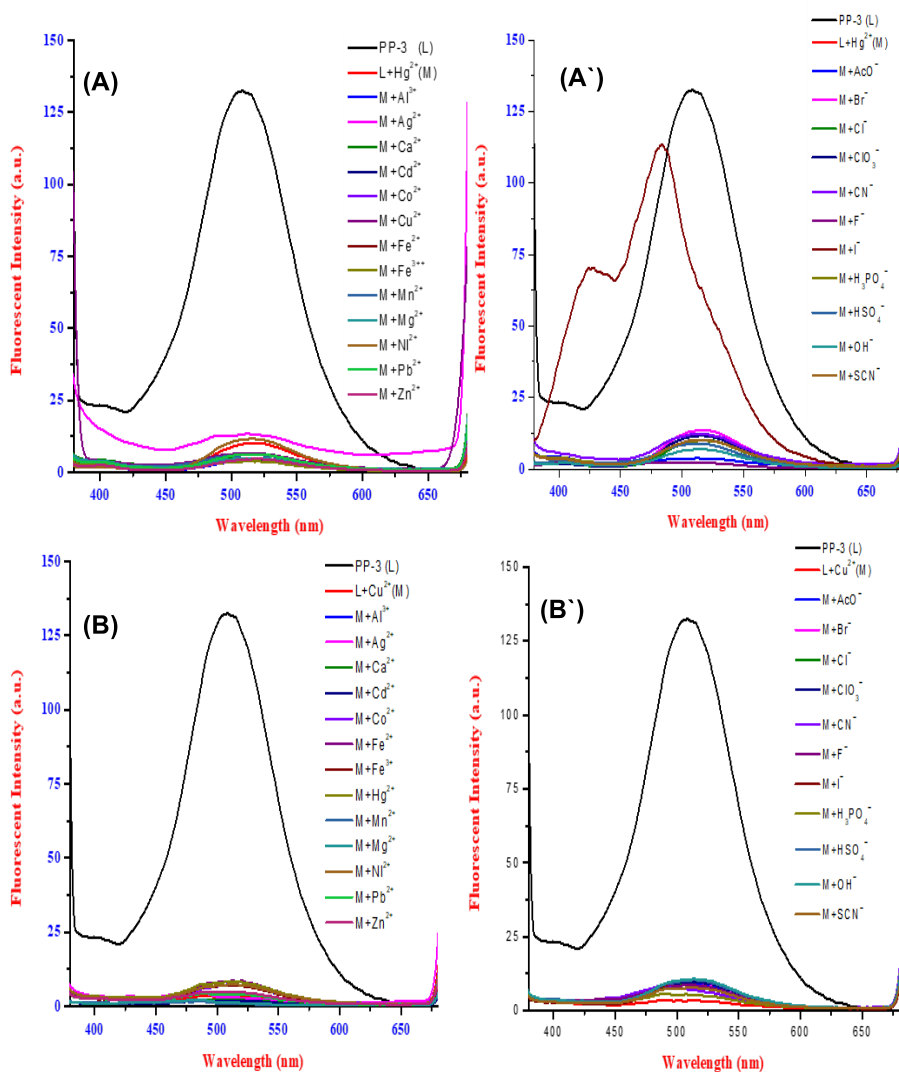 (A)
Fluorescent Intensity (a.u.)
150
125
100
75
50
25
0
400 450 500 550 600 650
Wavelength (nm)
PP-3 (L)
L+Hg²⁺(M)
M+Al³⁺
M+Ag²⁺
M+Ca²⁺
M+Cd²⁺
M+Co²⁺
M+Cu²⁺
M+Fe²⁺
M+Fe³⁺⁺
M+Mn²⁺
M+Mg²⁺
M+NI²⁺
M+Pb²⁺
M+Zn²⁺
(A`)
Fluorescent Intensity (a.u.)
150
125
100
75
50
25
0
400 450 500 550 600 650
Wavelength (nm)
PP-3 (L)
L+Hg²⁺(M)
M+AcO⁻
M+Br⁻
M+Cl⁻
M+ClO₃⁻
M+CN⁻
M+F⁻
M+I⁻
M+H₃PO₄⁻
M+HSO₄⁻
M+OH⁻
M+SCN⁻
(B)
Fluorescent Intensity (a.u.)
150
125
100
75
50
25
0
400 450 500 550 600 650
Wavelength (nm)
PP-3 (L)
L+Cu²⁺(M)
M+Al³⁺
M+Ag²⁺
M+Ca²⁺
M+Cd²⁺
M+Co²⁺
M+Fe²⁺
M+Fe³⁺
M+Hg²⁺
M+Mn²⁺
M+Mg²⁺
M+NI²⁺
M+Pb²⁺
M+Zn²⁺
(B`)
Fluorescent Intensity (a.u.)
150
125
100
75
50
25
0
400 450 500 550 600 650
Wavelength (nm)
PP-3 (L)
L+Cu²⁺(M)
M+AcO⁻
M+Br⁻
M+Cl⁻
M+ClO₃⁻
M+CN⁻
M+F⁻
M+I⁻
M+H₃PO₄⁻
M+HSO₄⁻
M+OH⁻
M+SCN⁻